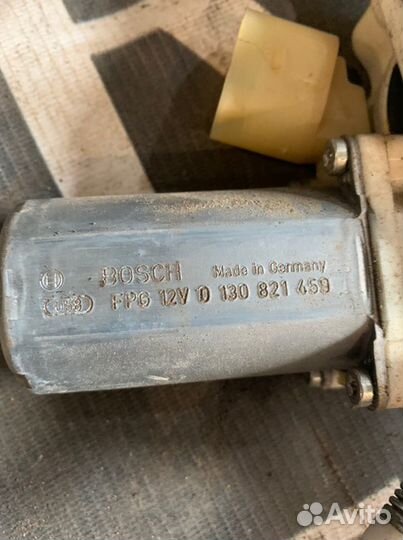 BOSCH Made in Germany
FPG 12V 0 130 821 459
Avito